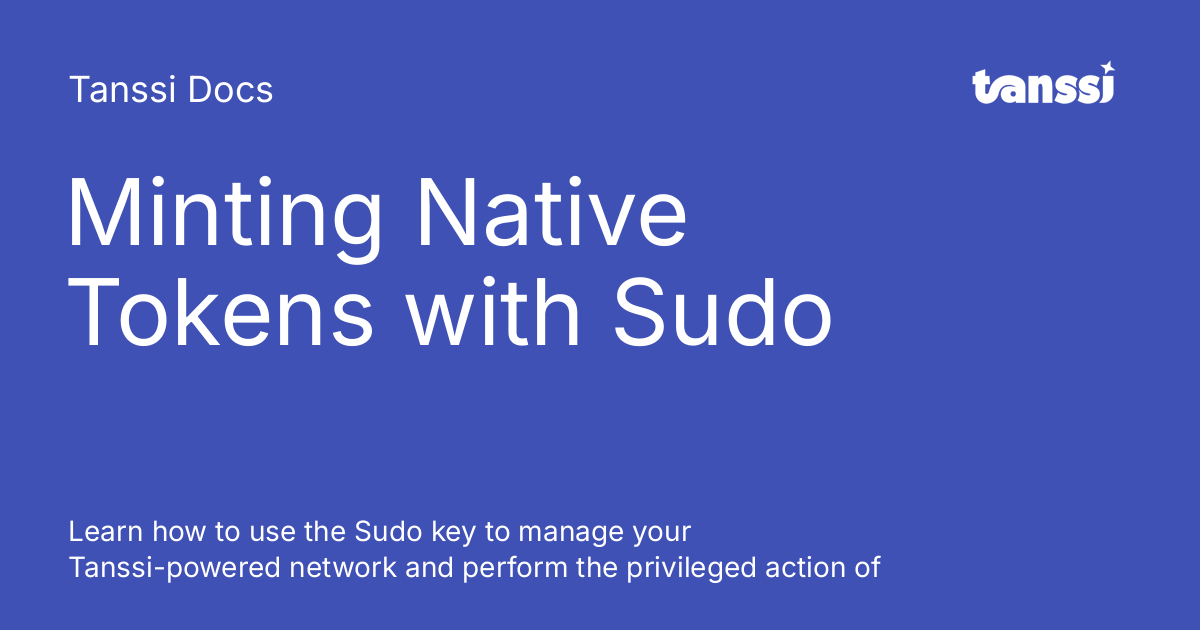 Tanssi Docs
tanssi
Minting Native
Tokens with Sudo
Learn how to use the Sudo key to manage your
Tanssi-powered network and perform the privileged action of